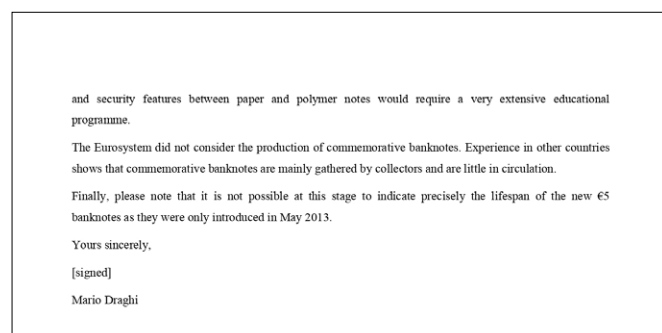 and security features between paper and polymer notes would require a very extensive educational
programme.
The Eurosystem did not consider the production of commemorative banknotes. Experience in other countries
shows that commemorative banknotes are mainly gathered by collectors and are little in circulation.
Finally, please note that it is not possible at this stage to indicate precisely the lifespan of the new €5
banknotes as they were only introduced in May 2013.
Yours sincerely,
[signed]
Mario Draghi